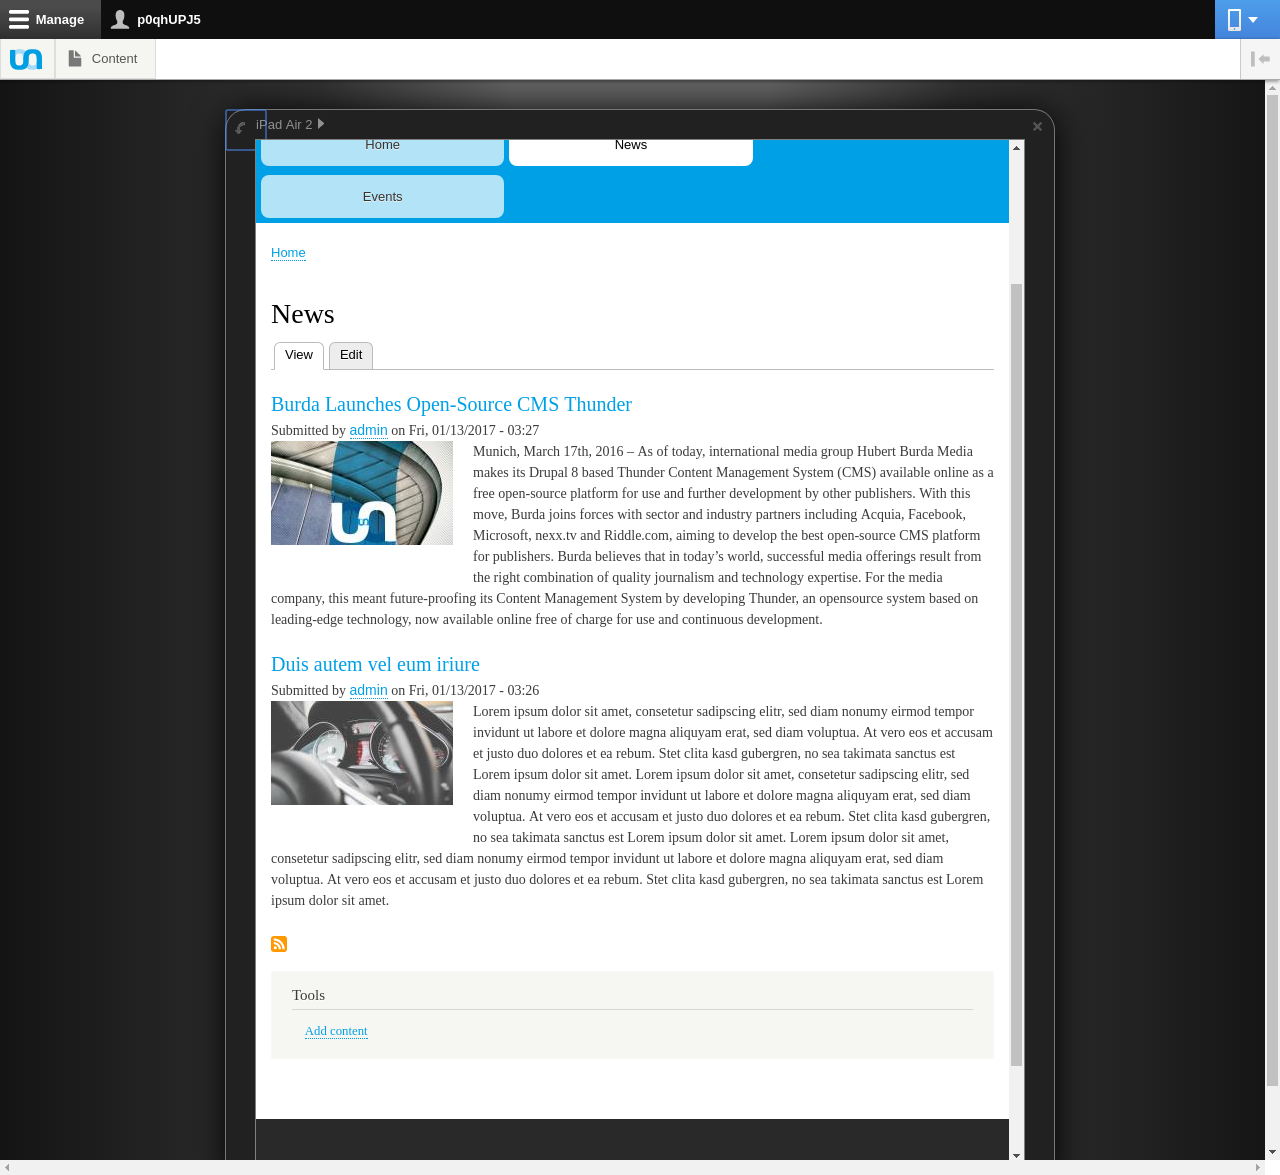 Manage
p0qhUPJ5
Content
iPad Air 2
Home
News
Events
Home
News
View
Edit
Burda Launches Open-Source CMS Thunder
Submitted by admin on Fri, 01/13/2017 - 03:27
Munich, March 17th, 2016 – As of today, international media group Hubert Burda Media
makes its Drupal 8 based Thunder Content Management System (CMS) available online as a
free open-source platform for use and further development by other publishers. With this
move, Burda joins forces with sector and industry partners including Acquia, Facebook,
Microsoft, nexx.tv and Riddle.com, aiming to develop the best open-source CMS platform
for publishers. Burda believes that in today’s world, successful media offerings result from
the right combination of quality journalism and technology expertise. For the media
company, this meant future-proofing its Content Management System by developing Thunder, an opensource system based on
leading-edge technology, now available online free of charge for use and continuous development.
Duis autem vel eum iriure
Submitted by admin on Fri, 01/13/2017 - 03:26
Lorem ipsum dolor sit amet, consetetur sadipscing elitr, sed diam nonumy eirmod tempor
invidunt ut labore et dolore magna aliquyam erat, sed diam voluptua. At vero eos et accusam
et justo duo dolores et ea rebum. Stet clita kasd gubergren, no sea takimata sanctus est
Lorem ipsum dolor sit amet. Lorem ipsum dolor sit amet, consetetur sadipscing elitr, sed
diam nonumy eirmod tempor invidunt ut labore et dolore magna aliquyam erat, sed diam
voluptua. At vero eos et accusam et justo duo dolores et ea rebum. Stet clita kasd gubergren,
no sea takimata sanctus est Lorem ipsum dolor sit amet. Lorem ipsum dolor sit amet,
consetetur sadipscing elitr, sed diam nonumy eirmod tempor invidunt ut labore et dolore magna aliquyam erat, sed diam
voluptua. At vero eos et accusam et justo duo dolores et ea rebum. Stet clita kasd gubergren, no sea takimata sanctus est Lorem
ipsum dolor sit amet.
Tools
Add content